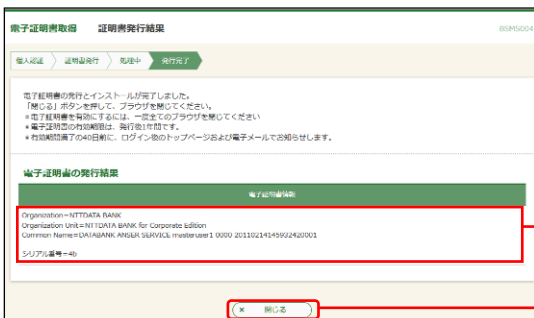 電子証明書取得 証明書発行結果 BSMS004
個人認証 証明書発行 処理中 発行完了
電子証明書の発行とインストールが完了しました。
「閉じる」ボタンを押して、ブラウザを閉じてください。
※電子証明書を有効にするには、一度全てのブラウザを閉じてください
※電子証明書の有効期限は、発行後1年間です。
※有効期間満了の40日前に、ログイン後のトップページおよび電子メールでお知らせします。
電子証明書の発行結果
電子証明書情報
Organization=NTTDATA BANK
Organization Unit=NTTDATA BANK for Corporate Edition
Common Name=DATABANK ANSER SERVICE masteruser1 0000 20110214145932420001
シリアル番号=4b
× 閉じる